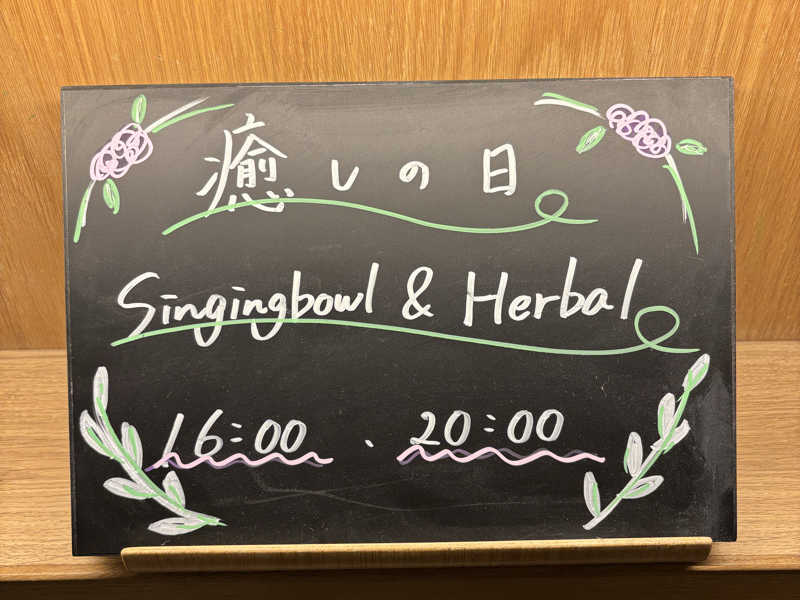 癒しの日
Singingbowl & Herbal
16:00 、 20:00